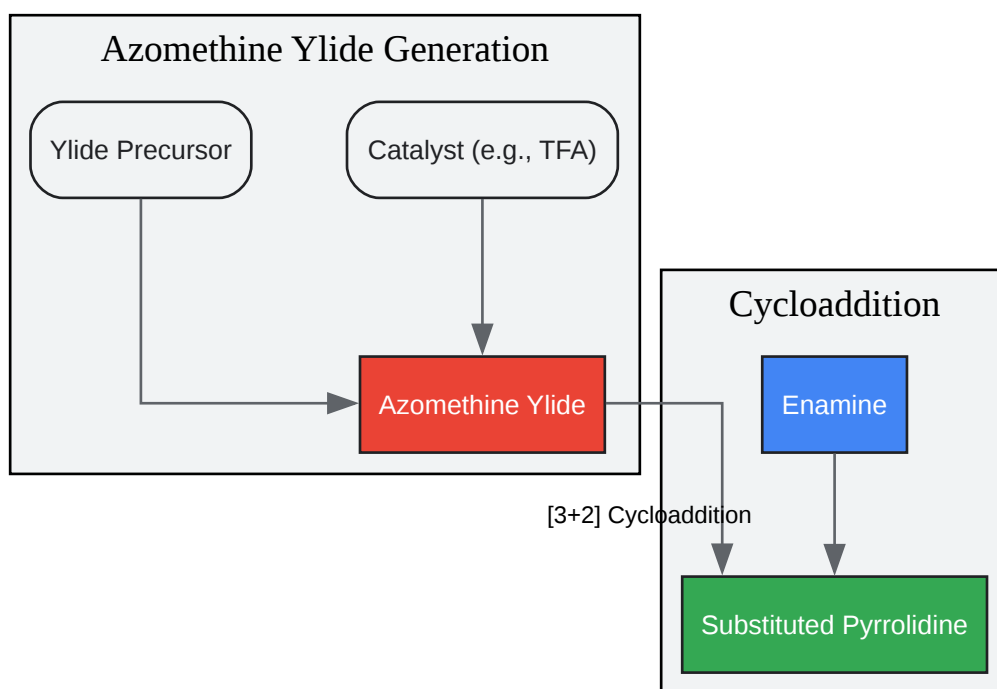 Azomethine Ylide Generation
Ylide Precursor
Catalyst (e.g., TFA)
Azomethine Ylide
Cycloaddition
Enamine
[3+2] Cycloaddition
Substituted Pyrrolidine